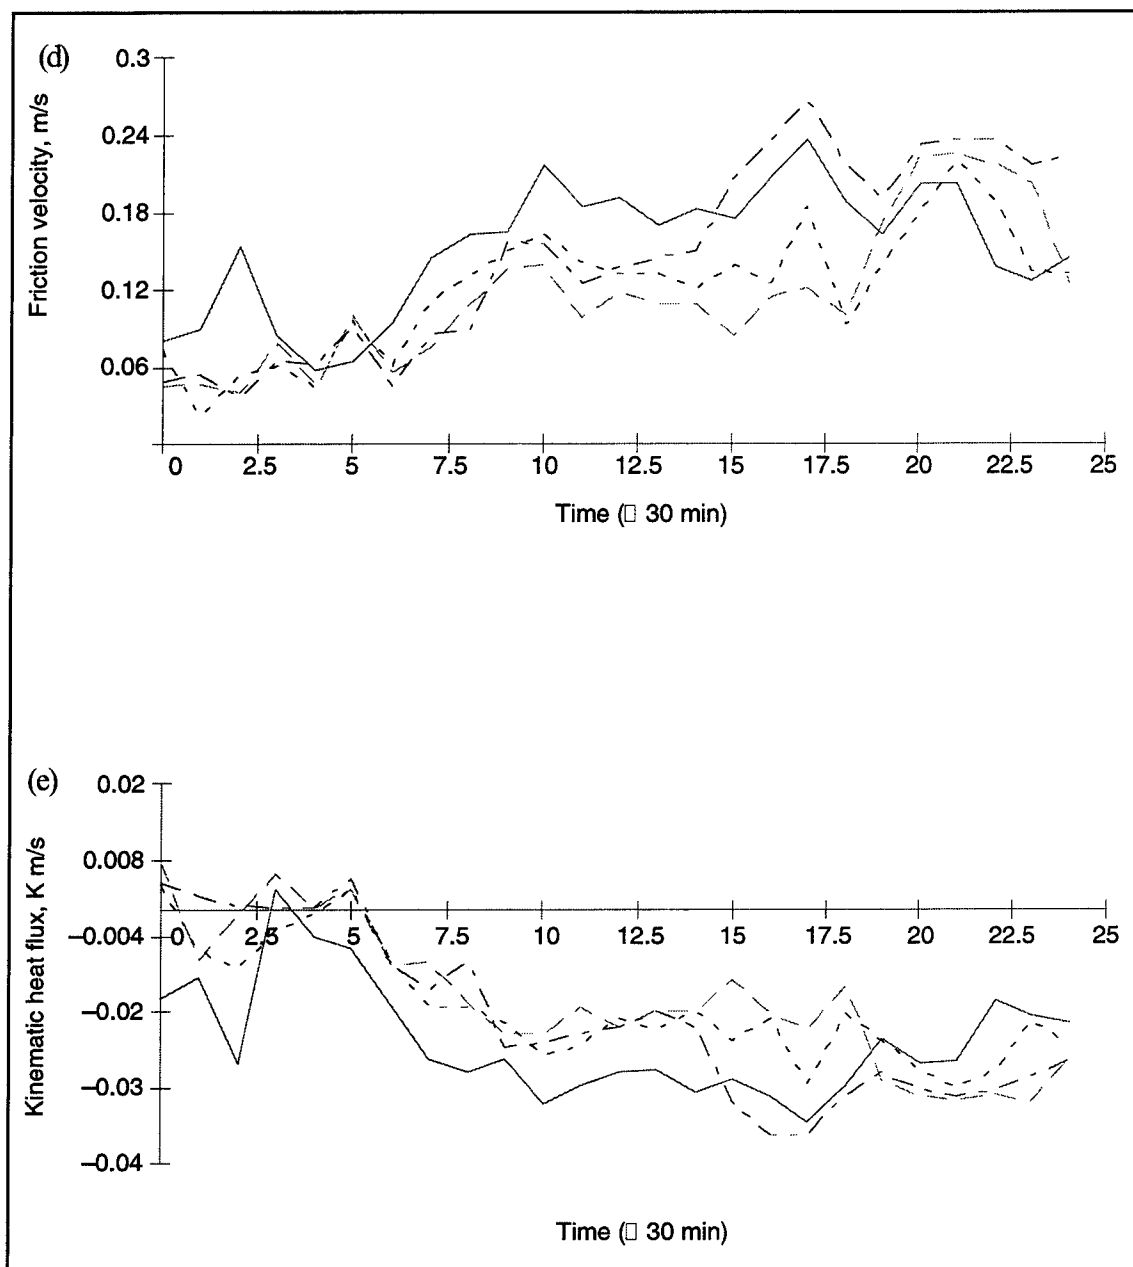 (d)
Friction velocity, m/s
0.3
0.24
0.18
0.12
0.06
0 2.5 5 7.5 10 12.5 15 17.5 20 22.5 25
Time (▯ 30 min)
(e)
Kinematic heat flux, K m/s
0.02
0.008
−0.004
−0.02
−0.03
−0.04
0 2.5 5 7.5 10 12.5 15 17.5 20 22.5 25
Time (▯ 30 min)